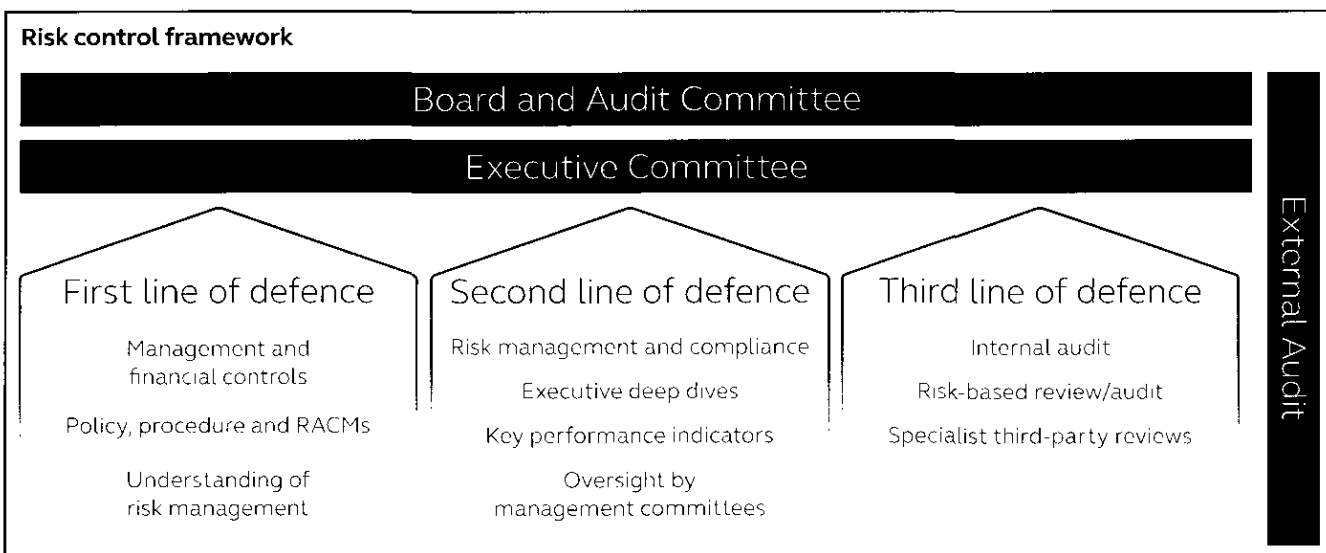 Risk control framework
Board and Audit Committee
Executive Committee
First line of defence
Management and
financial controls
Policy, procedure and RACMs
Understanding of
risk management
Second line of defence
Risk management and compliance
Executive deep dives
Key performance indicators
Oversight by
management committees
Third line of defence
Internal audit
Risk-based review/audit
Specialist third-party reviews
External Audit